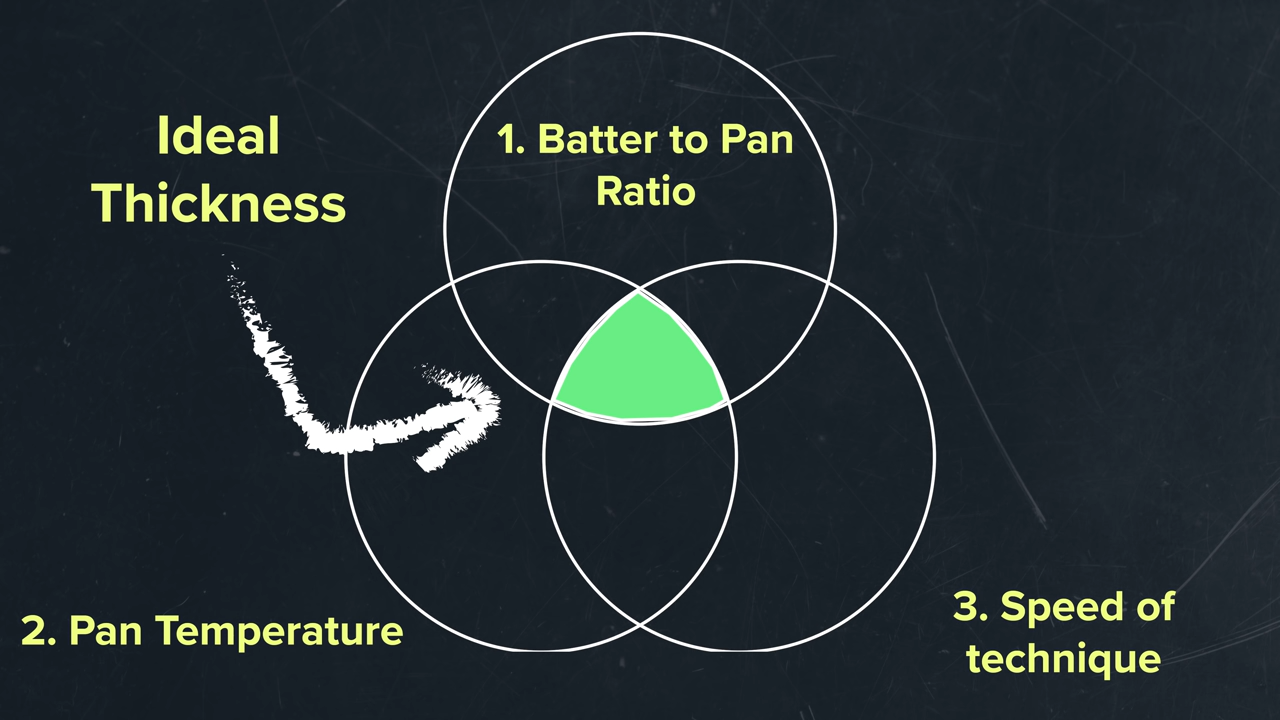 Ideal
Thickness
1. Batter to Pan
Ratio
2. Pan Temperature
3. Speed of
technique